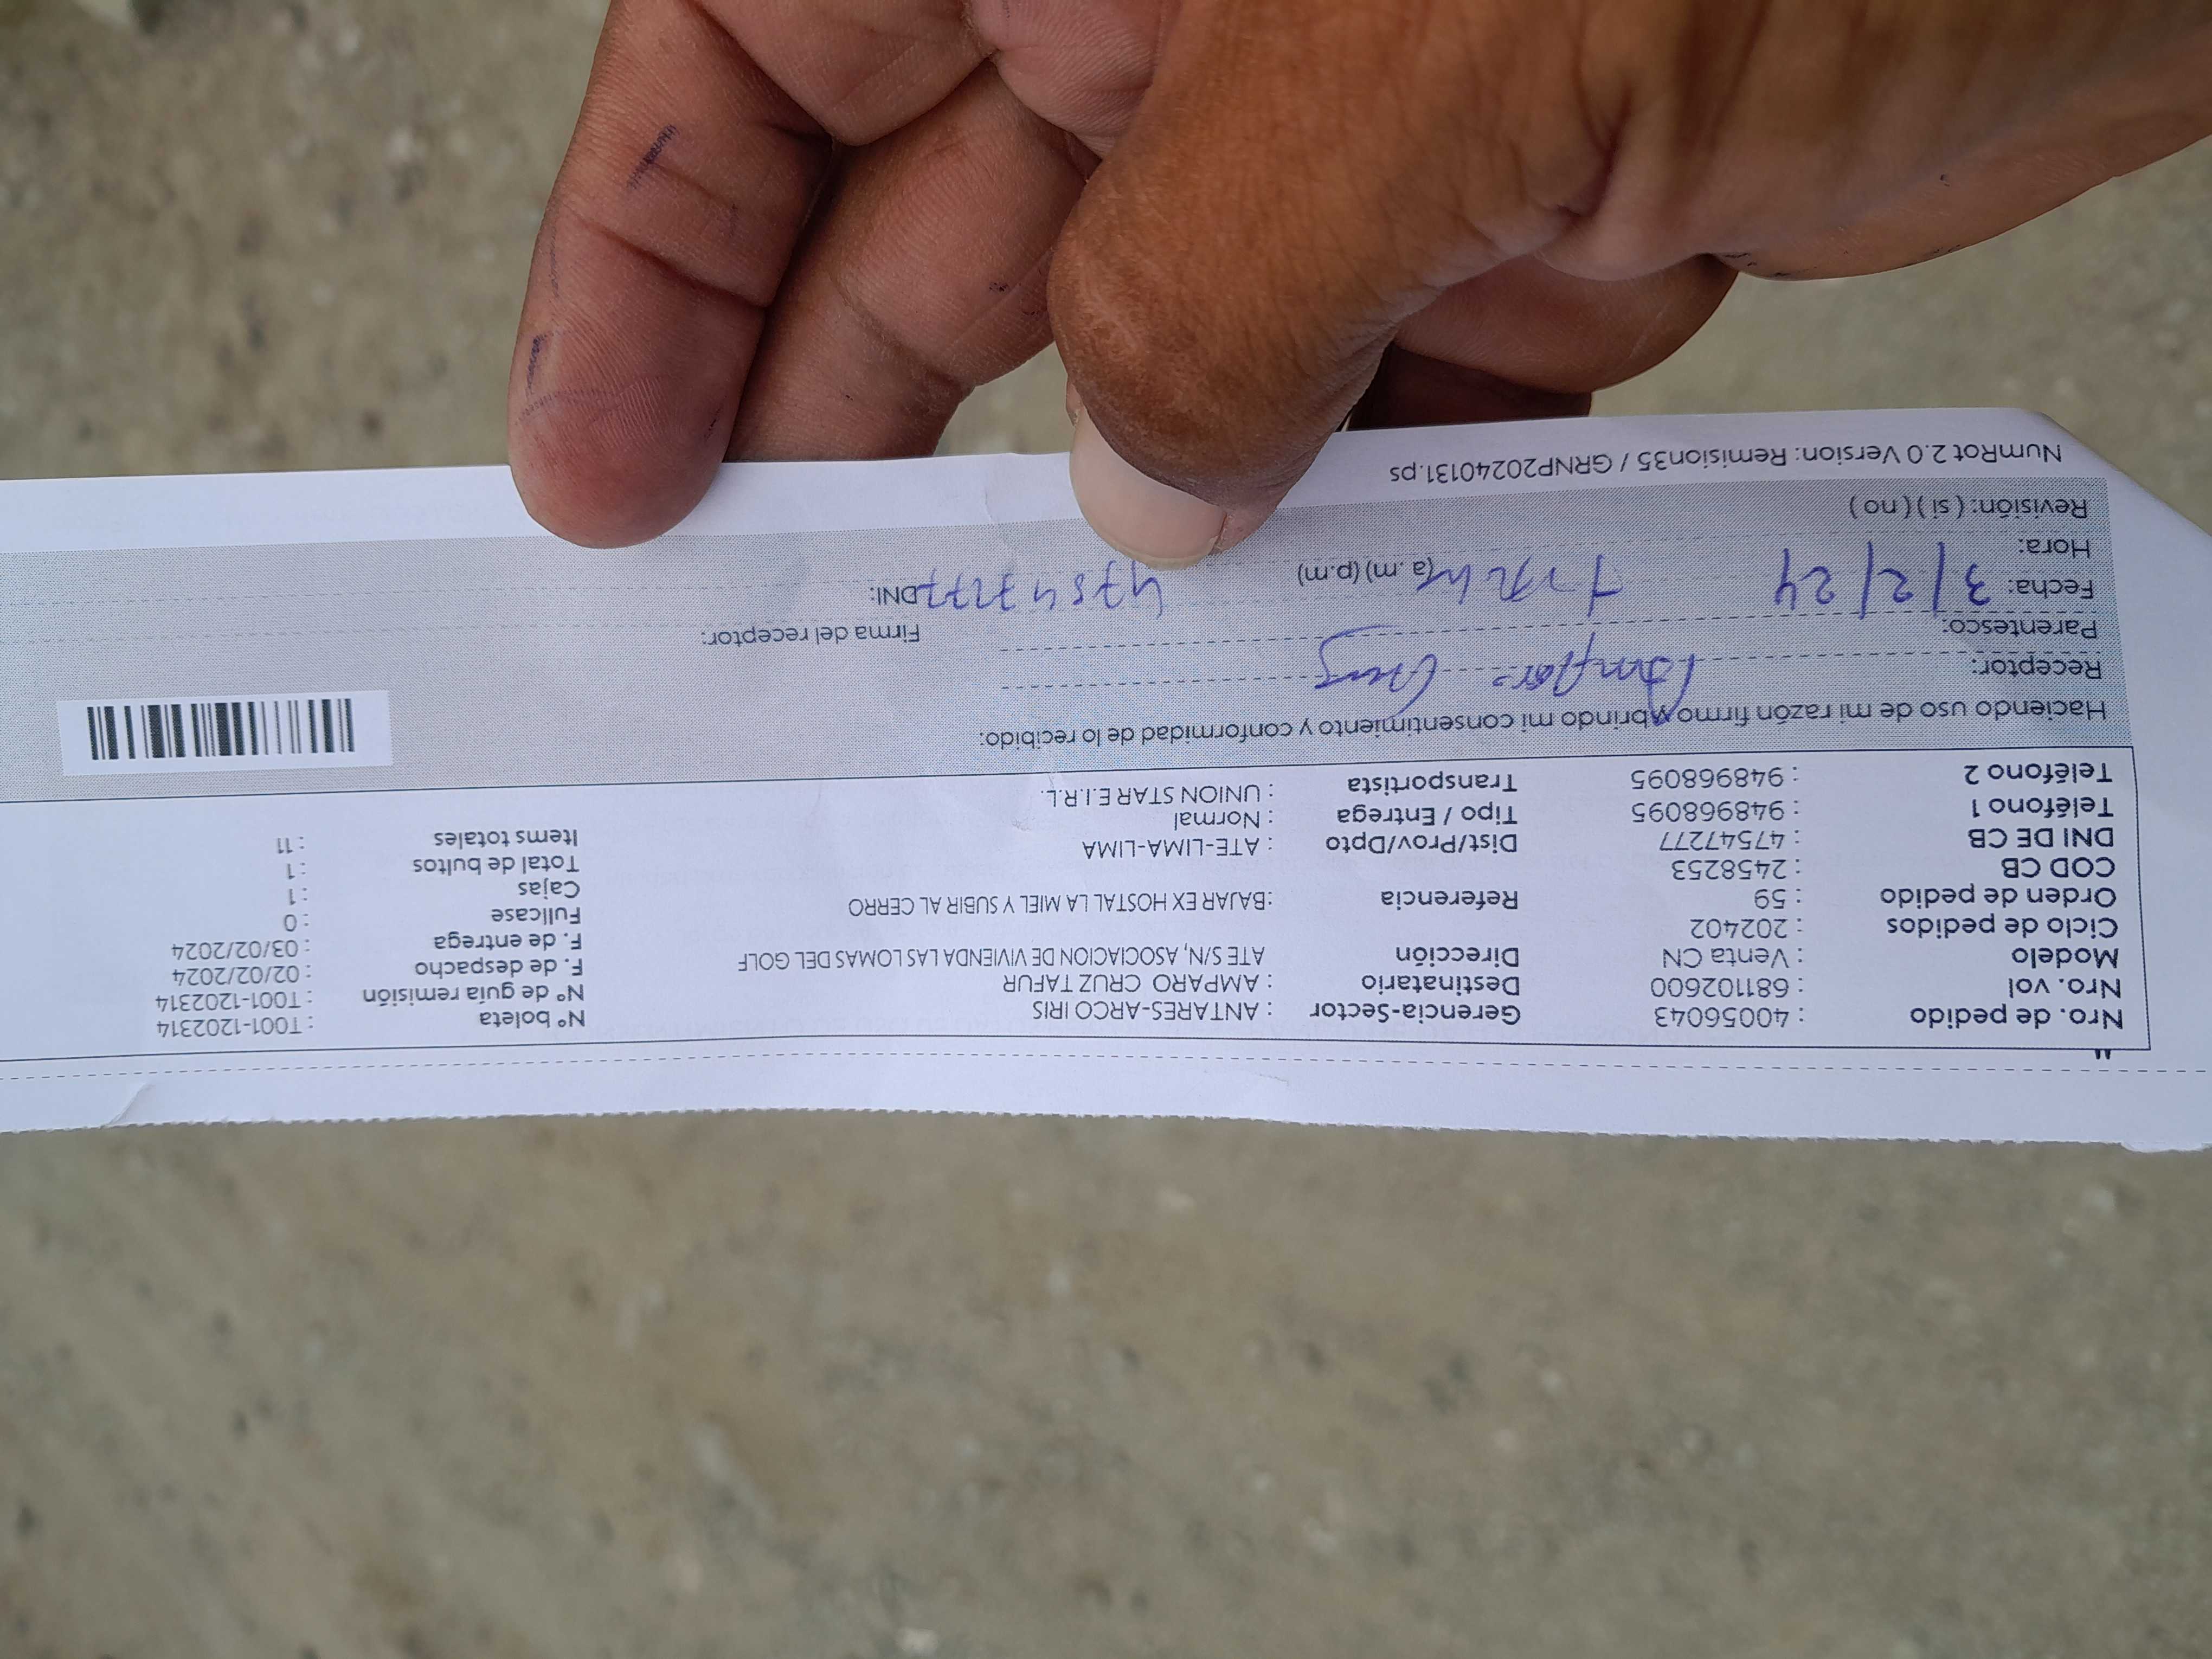 Nro. de pedido : 40056043 Gerencia-Sector : ANTARES-ARCO IRIS N° boleta : T001-1202314
Nro. vol : 681102600 Destinatario : AMPARO CRUZ TAFUR N° de guía remisión : T001-1202314
Modelo : Venta CN Dirección ATE S/N, ASOCIACION DE VIVIENDA LAS LOMAS DEL GOLF F. de despacho : 02/02/2024
Ciclo de pedidos : 202402 F. de entrega : 03/02/2024
Orden de pedido : 59 Referencia : BAJAR EX HOSTAL LA MIEL Y SUBIR AL CERRO Fullcase : 0
COD CB : 2458253 Cajas : 1
DNI DE CB : 47547277 Dist/Prov/Dpto : ATE-LIMA-LIMA Total de bultos : 1
Teléfono 1 : 948968095 Tipo / Entrega : Normal Items totales : 11
Teléfono 2 : 948968095 Transportista : UNION STAR E.I.R.L.
Haciendo uso de mi razón firmo y brindo mi consentimiento y conformidad de lo recibido:
Receptor: Amparo Cruz
Parentesco: Firma del receptor:
Fecha: 3/2/24 DNI: 47547277
Hora: (a.m) (p.m)
Revisión: ( si ) ( no )
NumRot 2.0 Version: Remision35 / GRNP20240131.ps